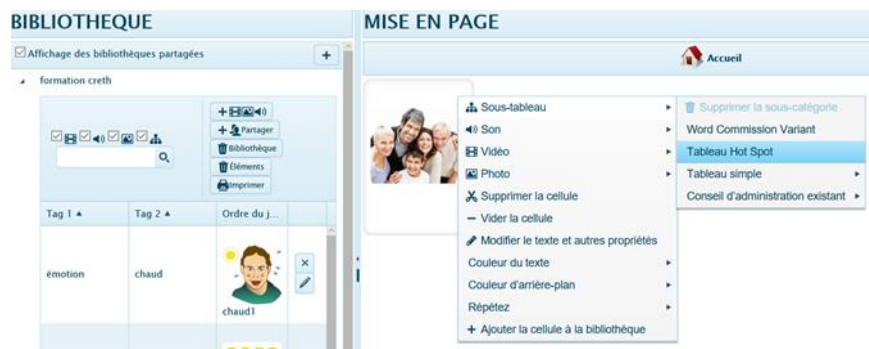 BIBLIOTHEQUE
Affichage des bibliothèques partagées
+
formation creth
+
+ Partager
Bibliothèque
Éléments
Imprimer
Tag 1 ▲ Tag 2 ▲ Ordre du j...
émotion chaud
chaud1
MISE EN PAGE
Accueil
Sous-tableau
Son
Vidéo
Photo
Supprimer la cellule
Vider la cellule
Modifier le texte et autres propriétés
Couleur du texte
Couleur d'arrière-plan
Répétez
+ Ajouter la cellule à la bibliothèque
Supprimer la sous-catégorie
Word Commission Variant
Tableau Hot Spot
Tableau simple
Conseil d'administration existant